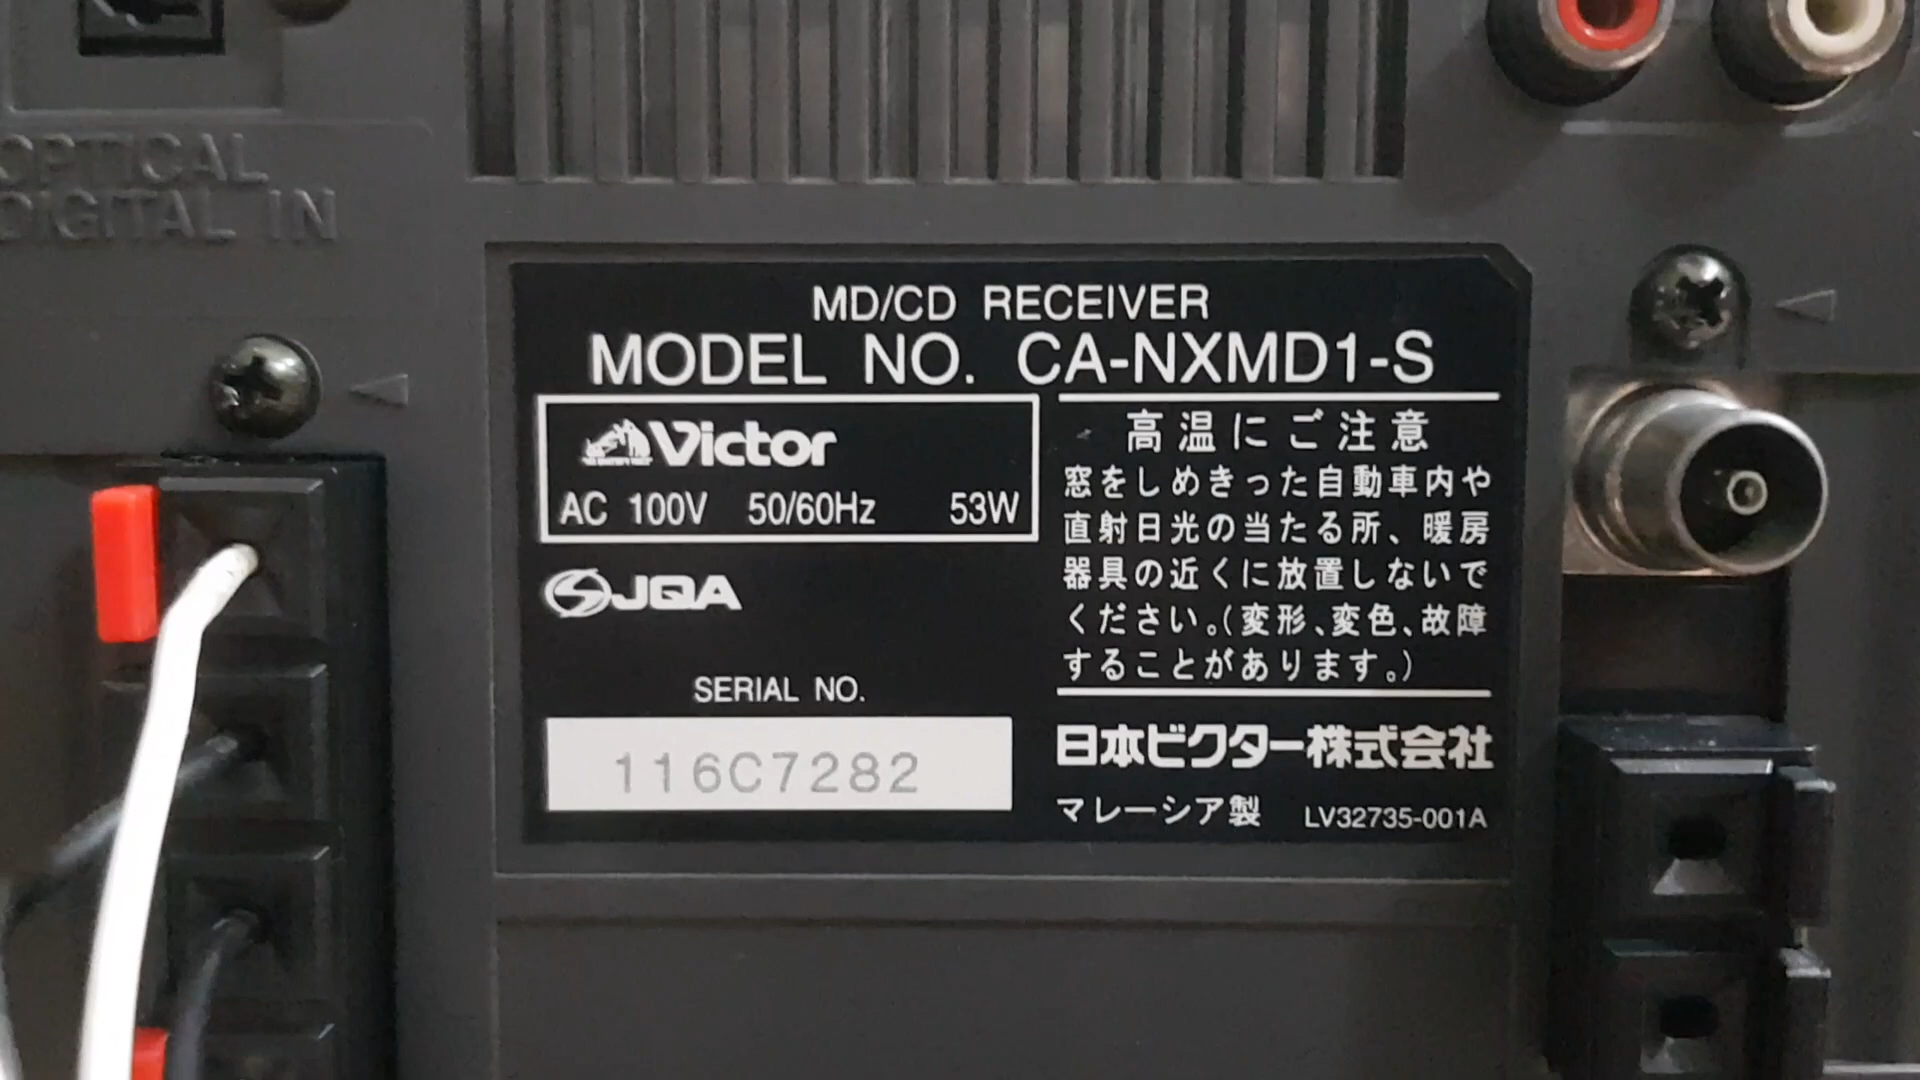 OPTICAL
DIGITAL IN
MD/CD RECEIVER
MODEL NO. CA-NXMD1-S
Victor
AC 100V 50/60Hz 53W
JQA
SERIAL NO.
116C7282
高温にご注意
窓をしめきった自動車内や
直射日光の当たる所、暖房
器具の近くに放置しないで
ください。(変形、変色、故障
することがあります。)
日本ビクター株式会社
マレーシア製 LV32735-001A